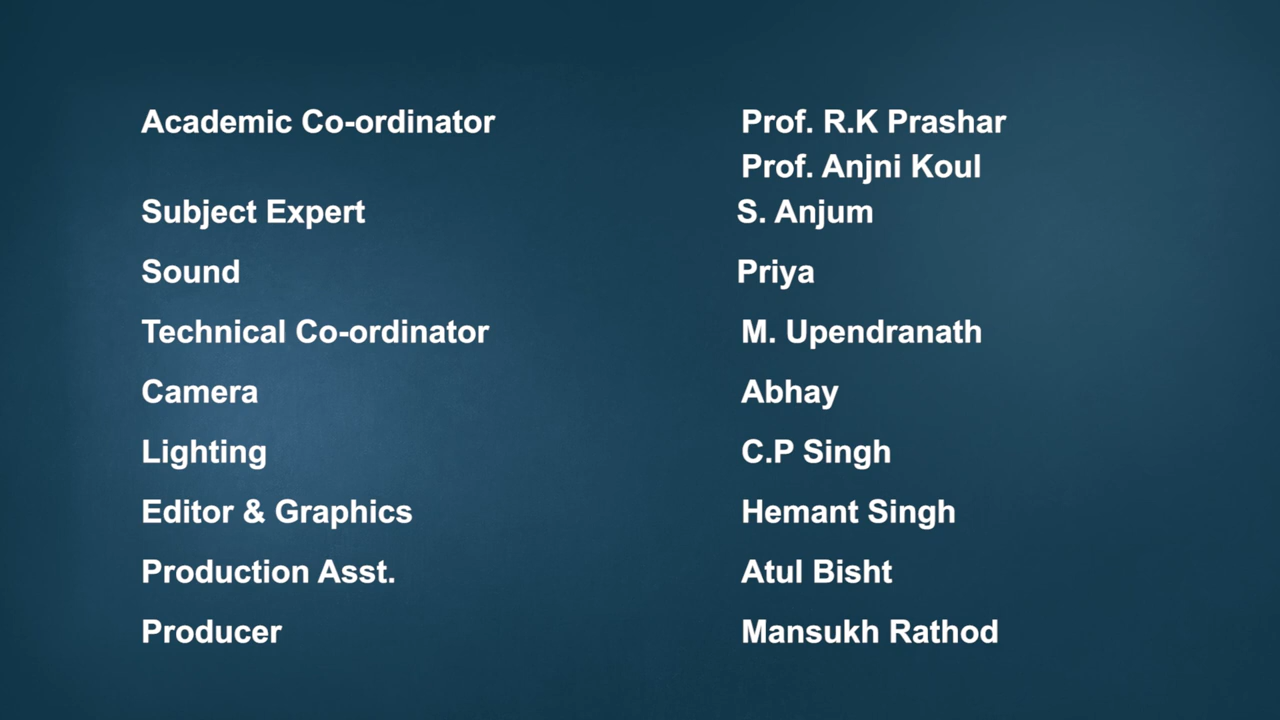 Academic Co-ordinator Prof. R.K Prashar
Prof. Anjni Koul
Subject Expert S. Anjum
Sound Priya
Technical Co-ordinator M. Upendranath
Camera Abhay
Lighting C.P Singh
Editor & Graphics Hemant Singh
Production Asst. Atul Bisht
Producer Mansukh Rathod